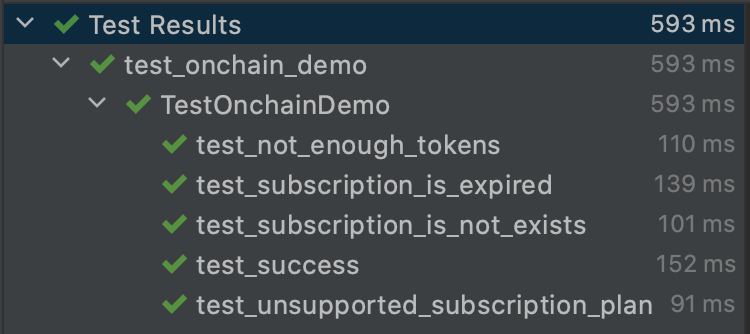 Test Results 593 ms
test_onchain_demo 593 ms
TestOnchainDemo 593 ms
test_not_enough_tokens 110 ms
test_subscription_is_expired 139 ms
test_subscription_is_not_exists 101 ms
test_success 152 ms
test_unsupported_subscription_plan 91 ms